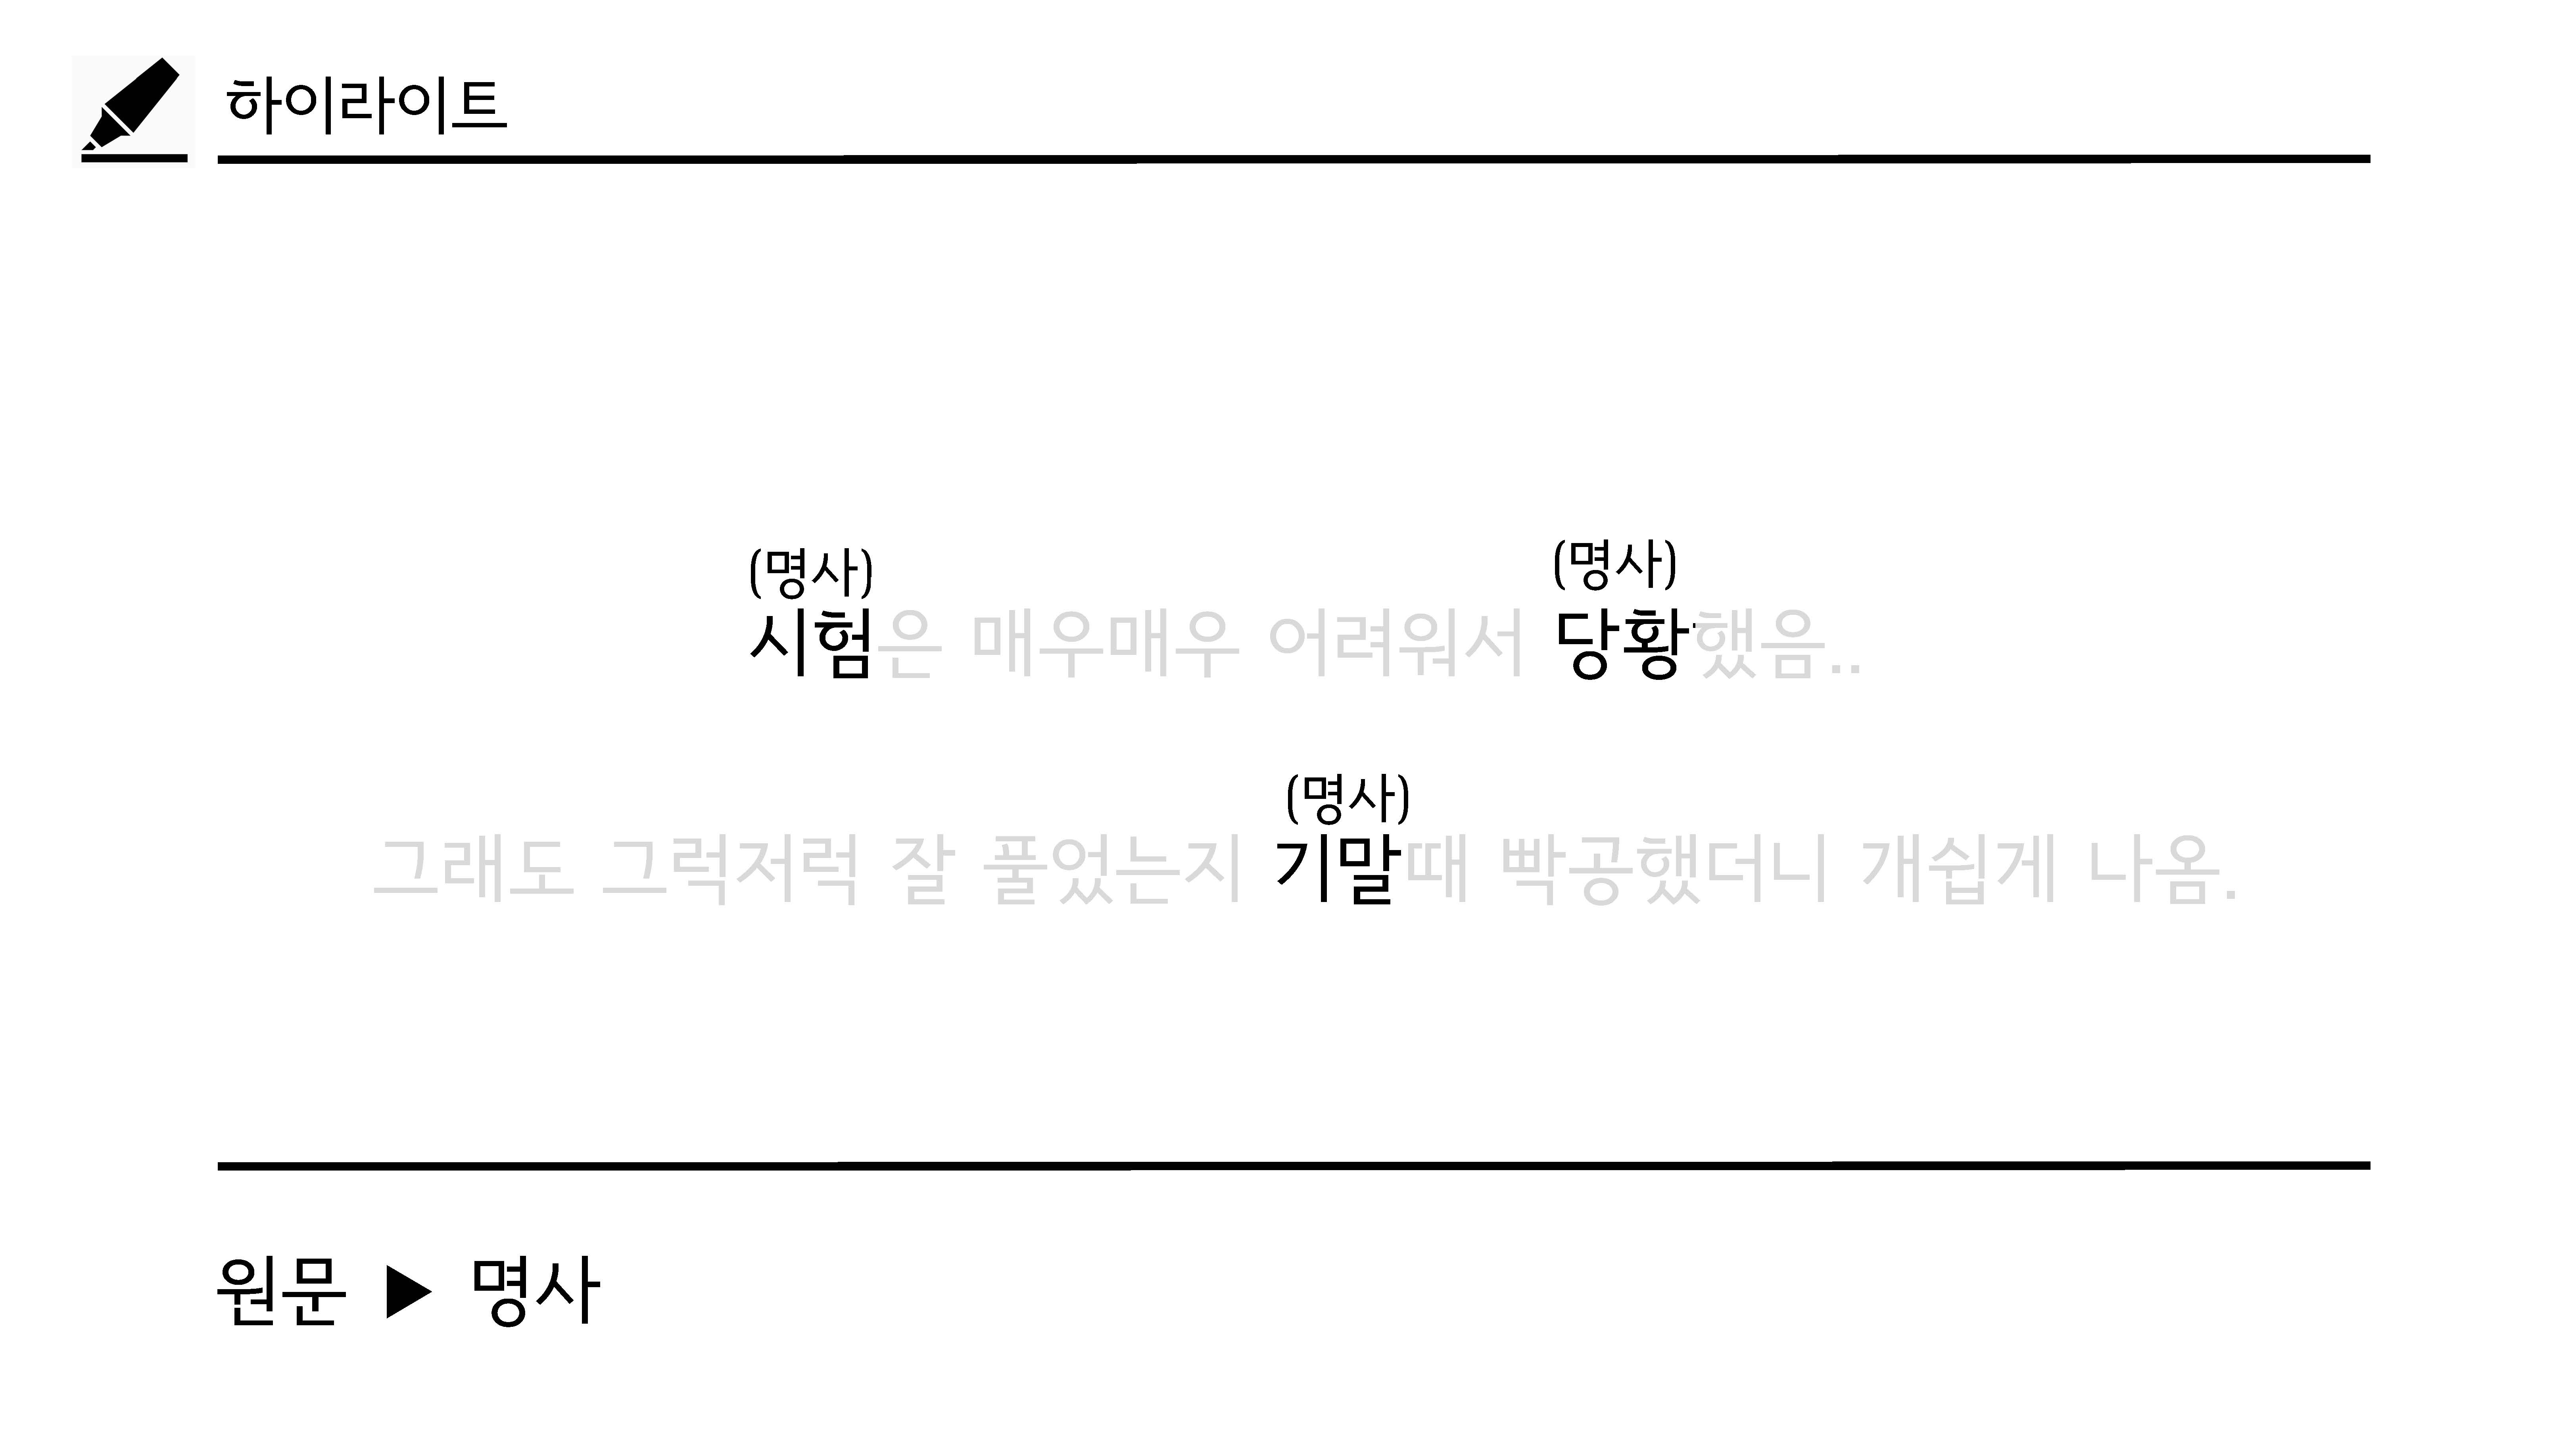 하이라이트
(명사) (명사)
시험은 매우매우 어려워서 당황했음..
(명사)
그래도 그럭저럭 잘 풀었는지 기말때 빡공했더니 개쉽게 나옴.
원문 ▶ 명사